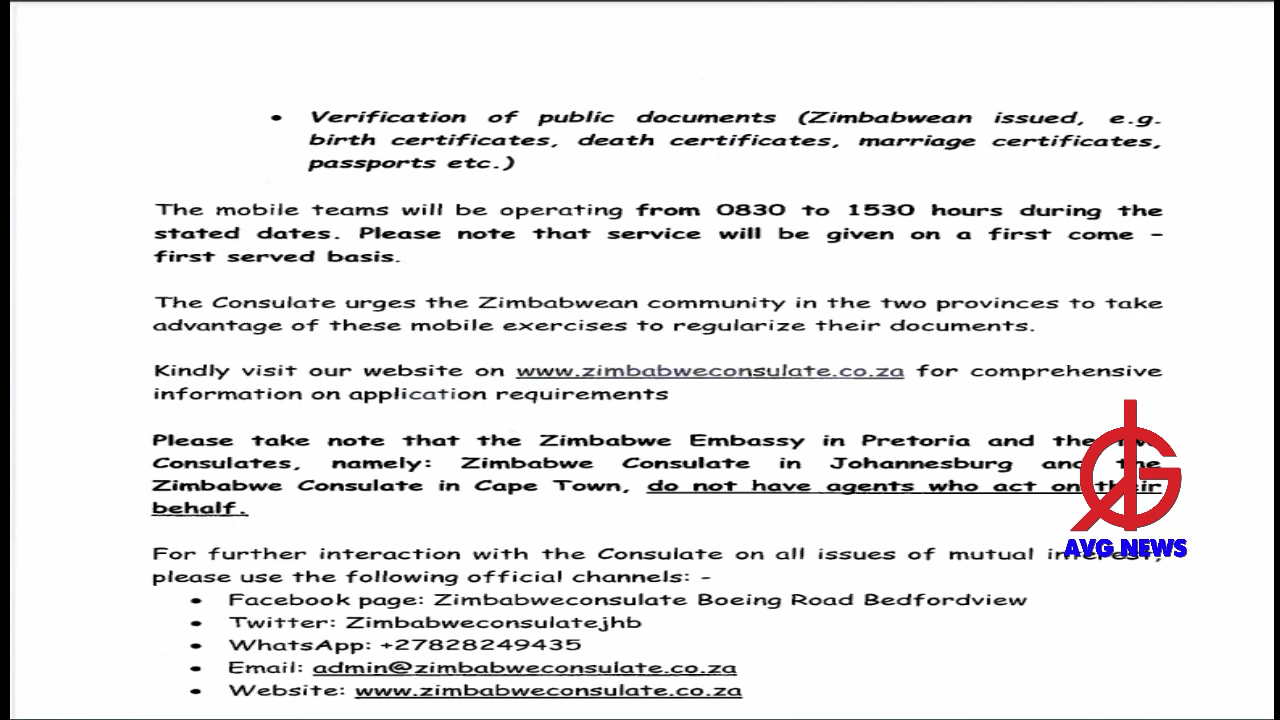 • Verification of public documents (Zimbabwean issued, e.g.
birth certificates, death certificates, marriage certificates,
passports etc.)
The mobile teams will be operating from 0830 to 1530 hours during the
stated dates. Please note that service will be given on a first come –
first served basis.
The Consulate urges the Zimbabwean community in the two provinces to take
advantage of these mobile exercises to regularize their documents.
Kindly visit our website on www.zimbabweconsulate.co.za for comprehensive
information on application requirements
Please take note that the Zimbabwe Embassy in Pretoria and the two
Consulates, namely: Zimbabwe Consulate in Johannesburg and the
Zimbabwe Consulate in Cape Town, do not have agents who act on their
behalf.
For further interaction with the Consulate on all issues of mutual interest,
please use the following official channels: -
• Facebook page: Zimbabweconsulate Boeing Road Bedfordview
• Twitter: Zimbabweconsulatejhb
• WhatsApp: +27828249435
• Email: admin@zimbabweconsulate.co.za
• Website: www.zimbabweconsulate.co.za
AVG NEWS